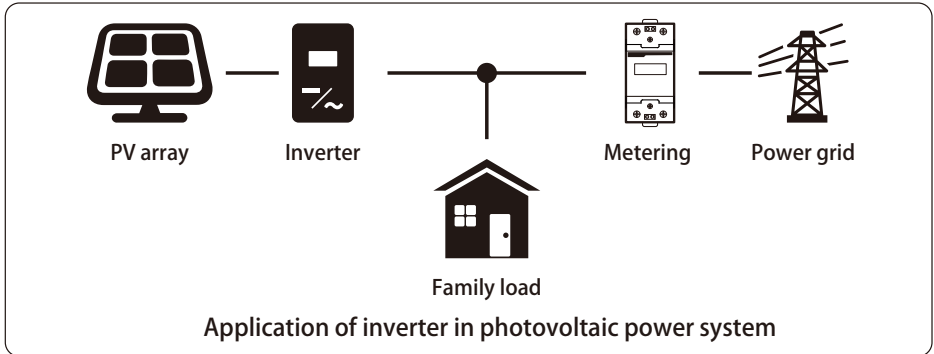 PV array
Inverter
Metering
Power grid
Family load
Application of inverter in photovoltaic power system